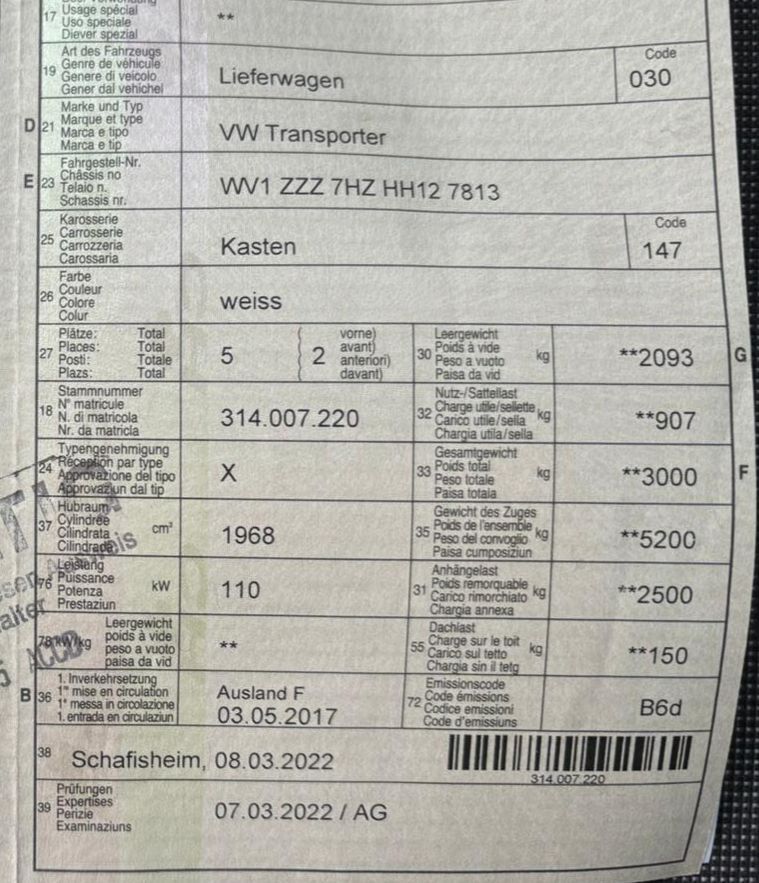 17 Usage spécial **
Uso speciale
Diever spezial
19 Art des Fahrzeugs Lieferwagen Code 030
Genre de véhicule
Genere di veicolo
Gener dal vehichel
D 21 Marke und Typ VW Transporter
Marque et type
Marca e tipo
Marca e tip
E 23 Fahrgestell-Nr. WV1 ZZZ 7HZ HH12 7813
Châssis no
Telaio n.
Schassis nr.
25 Karosserie Kasten Code 147
Carrosserie
Carrozzeria
Carossaria
26 Farbe weiss
Couleur
Colore
Colur
27 Plätze: Total 5 ( 2 vorne)
Places: Total avant)
Posti: Totale anteriori)
Plazs: Total davant)
30 Leergewicht kg **2093 G
Poids à vide
Peso a vuoto
Paisa da vid
18 Stammnummer 314.007.220
N° matricule
N. di matricola
Nr. da matricla
32 Nutz-/Sattellast kg **907
Charge utile/sellette
Carico utile/sella
Chargia utila/sella
24 Typengenehmigung X
Réception par type
Approvazione del tipo
Approvaziun dal tip
33 Gesamtgewicht kg **3000 F
Poids total
Peso totale
Paisa totala
37 Hubraum cm³ 1968
Cylindrée
Cilindrata
Cilindrada
35 Gewicht des Zuges kg **5200
Poids de l'ensemble
Peso del convoglio
Paisa cumposiziun
76 Leistung kW 110
Puissance
Potenza
Prestaziun
31 Anhängelast kg **2500
Poids remorquable
Carico rimorchiato
Chargia annexa
78 kW/kg Leergewicht **
poids à vide
peso a vuoto
paisa da vid
55 Dachlast kg **150
Charge sur le toit
Carico sul tetto
Chargia sin il tetg
B 36 1. Inverkehrsetzung Ausland F
1re mise en circulation 03.05.2017
1a messa in circolazione
1. entrada en circulaziun
72 Emissionscode B6d
Code émissions
Codice emissioni
Code d'emissiuns
38 Schafisheim, 08.03.2022
314.007.220
39 Prüfungen 07.03.2022 / AG
Expertises
Perizie
Examinaziuns